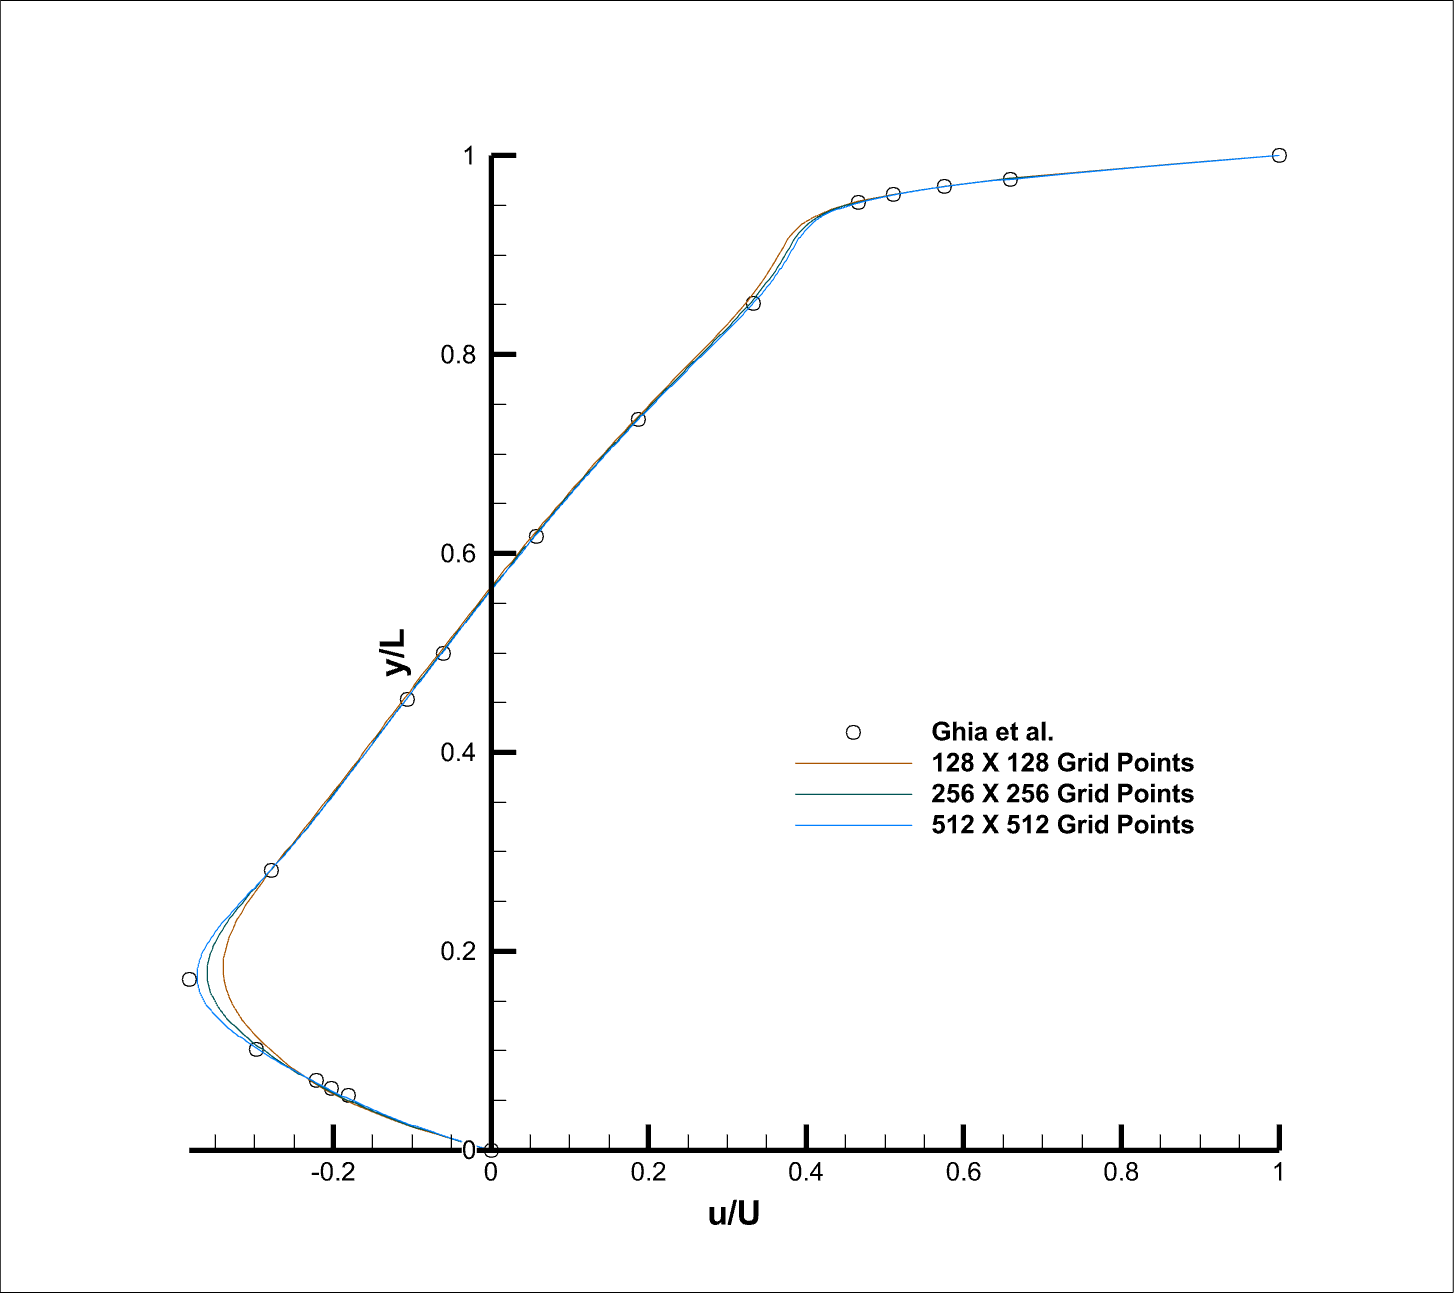 1
0.8
0.6
y/L
0.4
0.2
0
Ghia et al.
128 X 128 Grid Points
256 X 256 Grid Points
512 X 512 Grid Points
-0.2 0 0.2 0.4 0.6 0.8 1
u/U